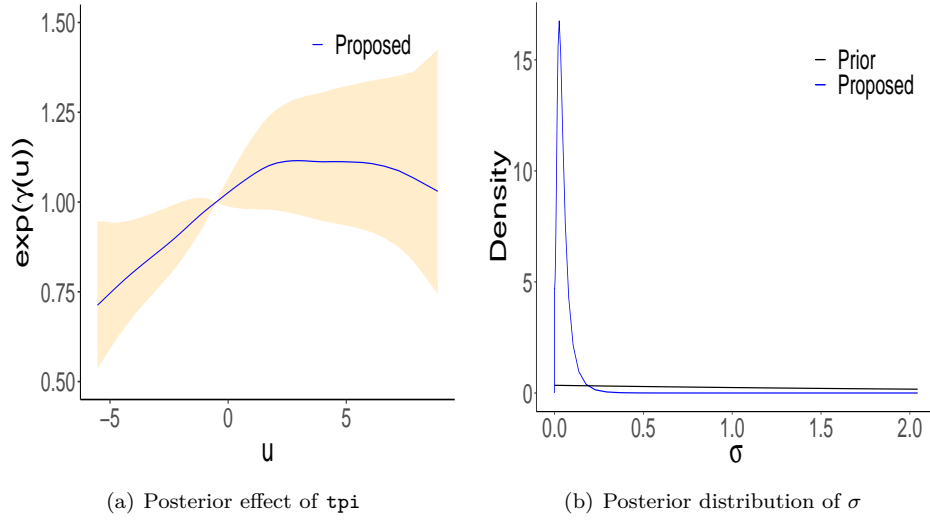 1.50
1.25
1.00
0.75
0.50
exp(γ(u))
Proposed
−5
0
5
u
(a) Posterior effect of tpi
15
10
5
0
Density
Prior
Proposed
0.0
0.5
1.0
1.5
2.0
σ
(b) Posterior distribution of σ